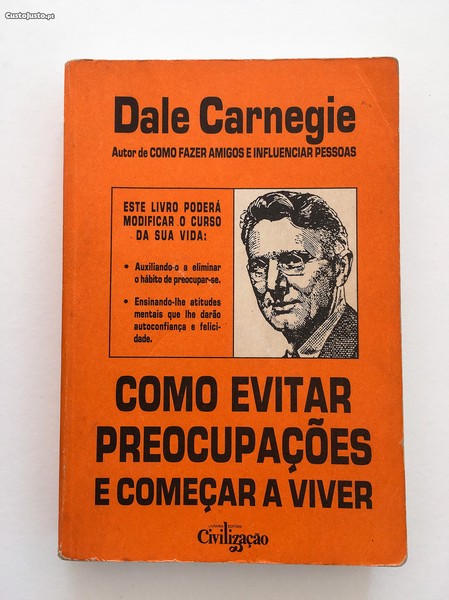 CustoJusto.pt
Dale Carnegie
Autor de COMO FAZER AMIGOS E INFLUENCIAR PESSOAS
ESTE LIVRO PODERÁ
MODIFICAR O CURSO
DA SUA VIDA:
• Auxiliando-o a eliminar
o hábito de preocupar-se.
• Ensinando-lhe atitudes
mentais que lhe darão
autoconfiança e felici-
dade.
COMO EVITAR
PREOCUPAÇÕES
E COMEÇAR A VIVER
LIVRARIA EDITORA
Civilização